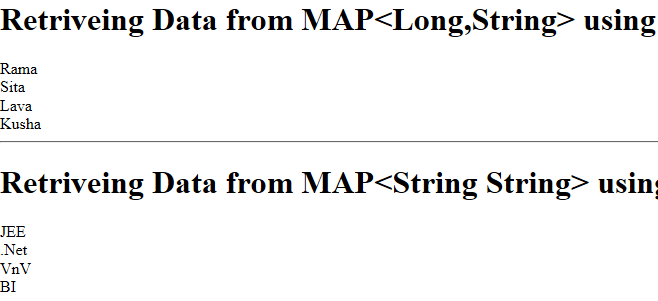 Retriveing Data from MAP<Long,String> using
Rama
Sita
Lava
Kusha
Retriveing Data from MAP<String String> using
JEE
.Net
VnV
BI